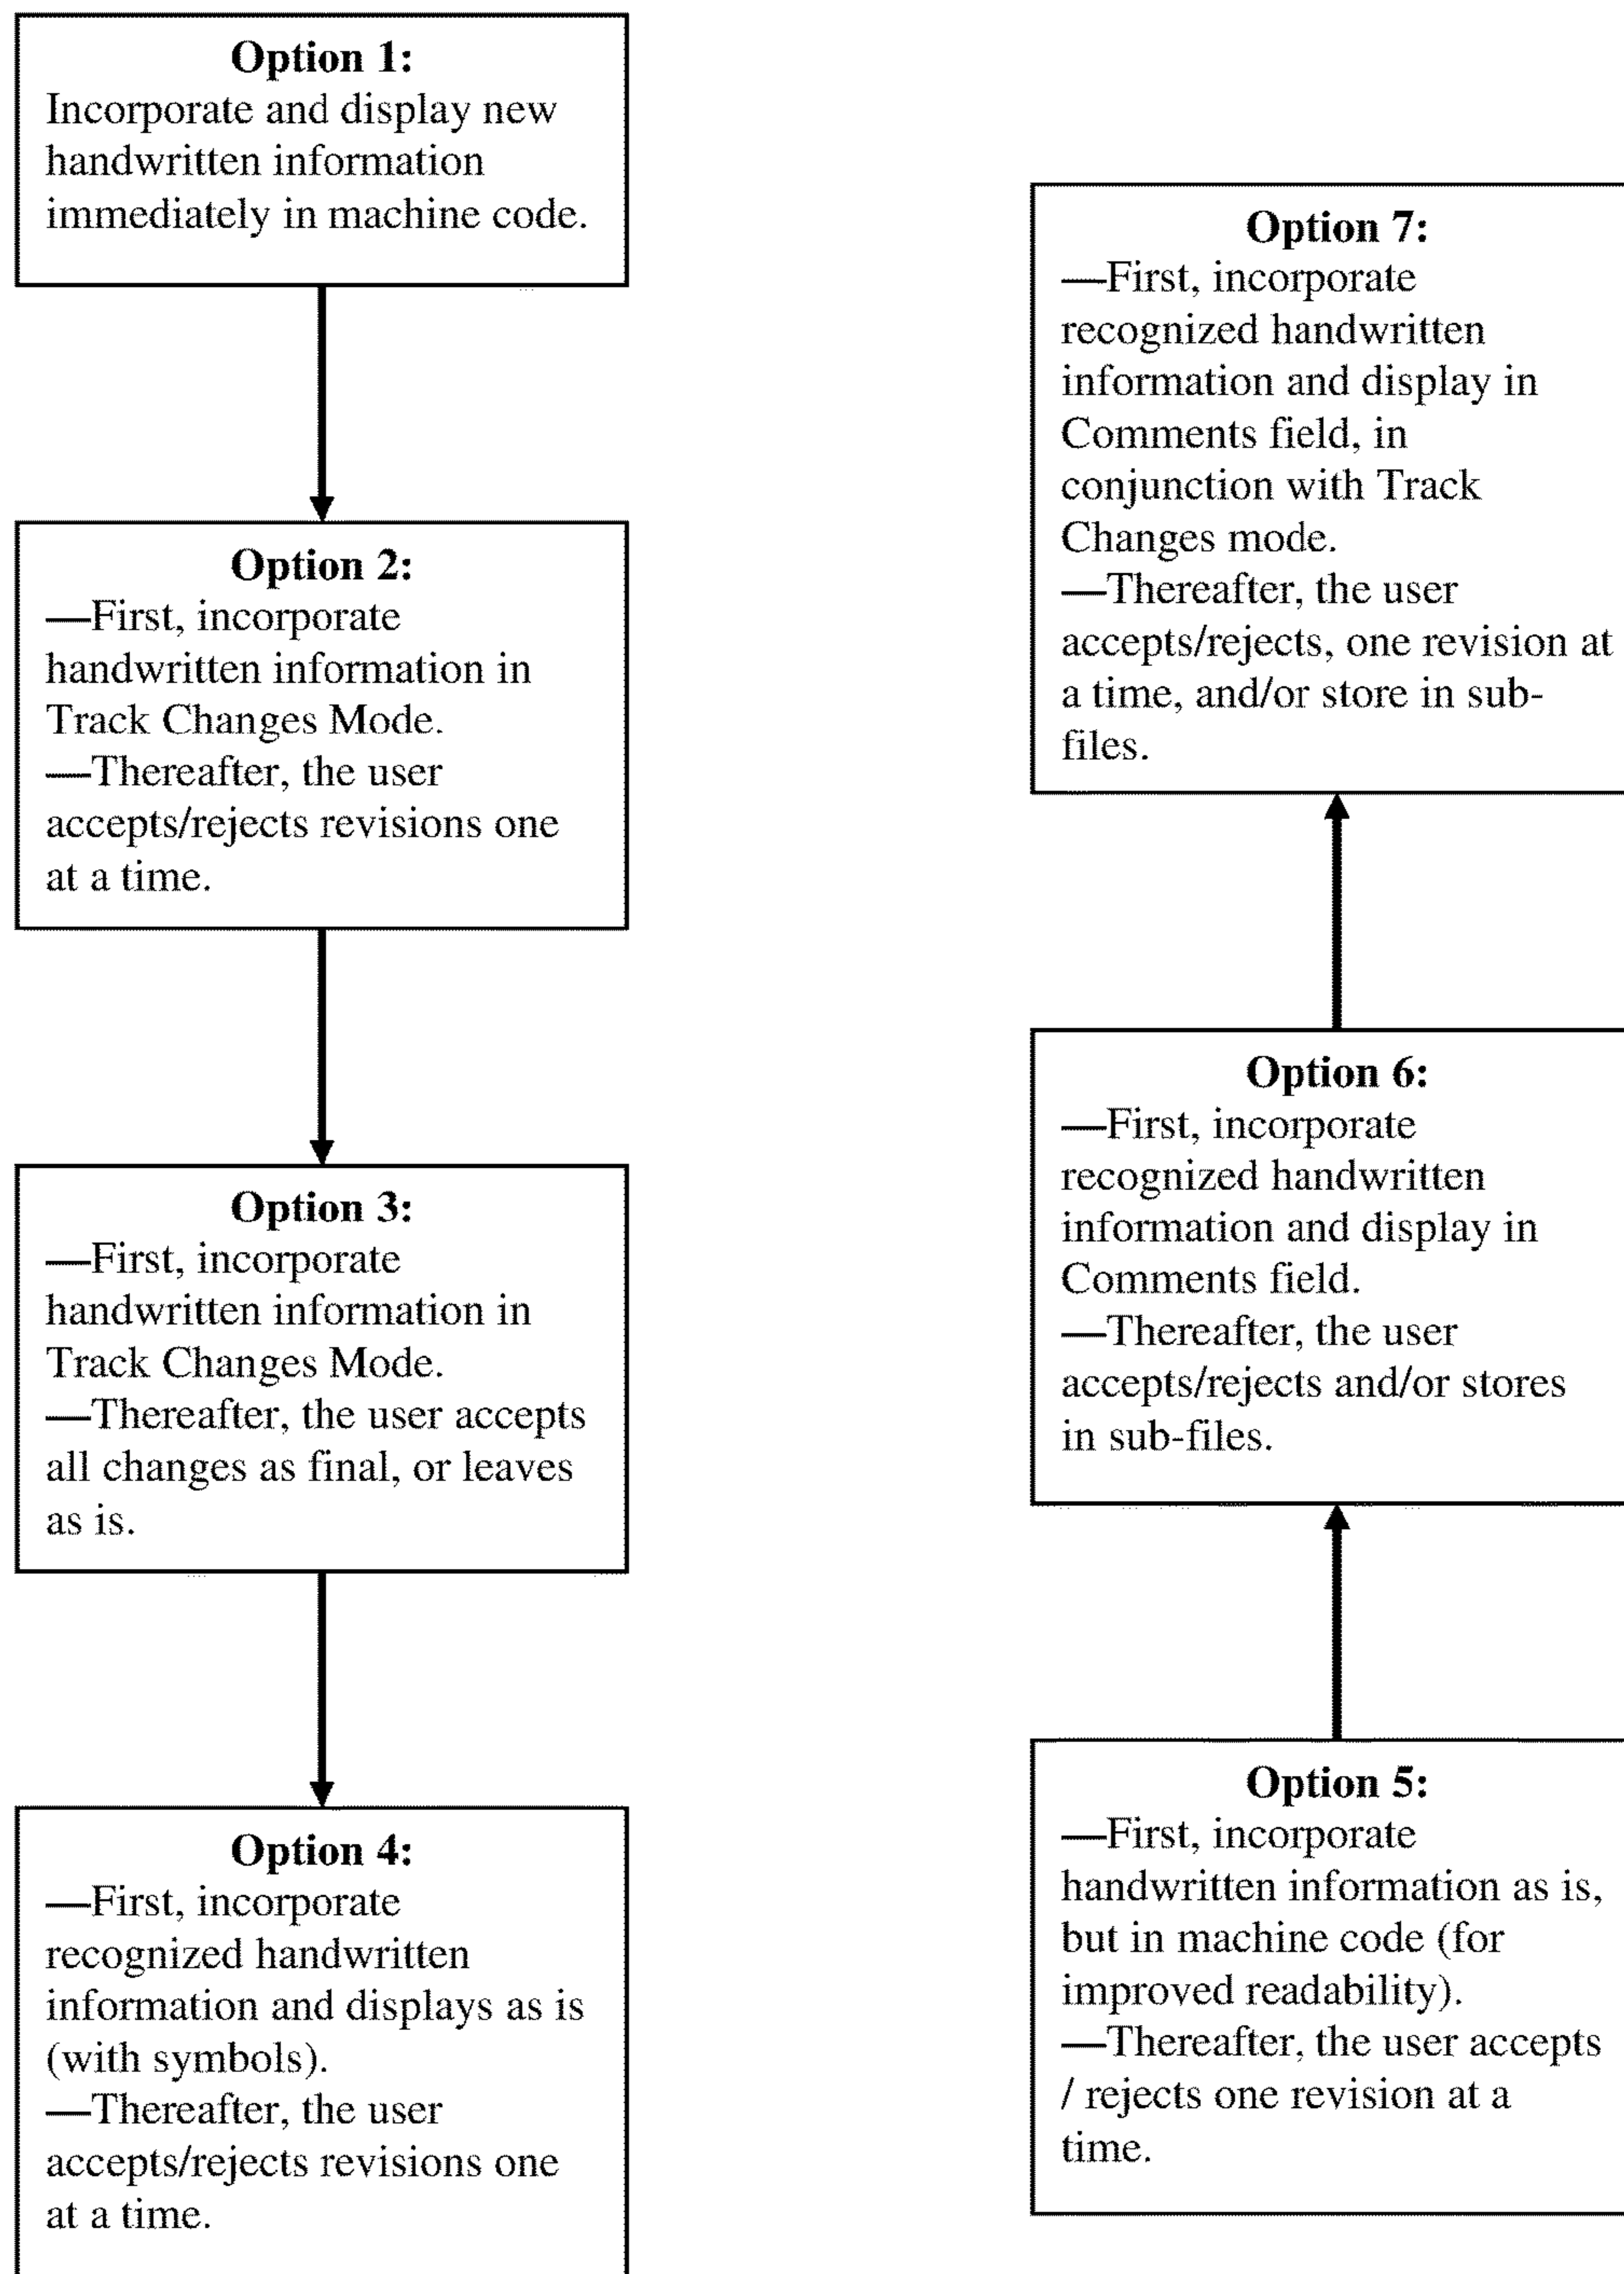 Option 1:
Incorporate and display new
handwritten information
immediately in machine code.
Option 2:
—First, incorporate
handwritten information in
Track Changes Mode.
—Thereafter, the user
accepts/rejects revisions one
at a time.
Option 3:
—First, incorporate
handwritten information in
Track Changes Mode.
—Thereafter, the user accepts
all changes as final, or leaves
as is.
Option 4:
—First, incorporate
recognized handwritten
information and displays as is
(with symbols).
—Thereafter, the user
accepts/rejects revisions one
at a time.
Option 7:
—First, incorporate
recognized handwritten
information and display in
Comments field, in
conjunction with Track
Changes mode.
—Thereafter, the user
accepts/rejects, one revision at
a time, and/or store in sub-
files.
Option 6:
—First, incorporate
recognized handwritten
information and display in
Comments field.
—Thereafter, the user
accepts/rejects and/or stores
in sub-files.
Option 5:
—First, incorporate
handwritten information as is,
but in machine code (for
improved readability).
—Thereafter, the user accepts
/ rejects one revision at a
time.